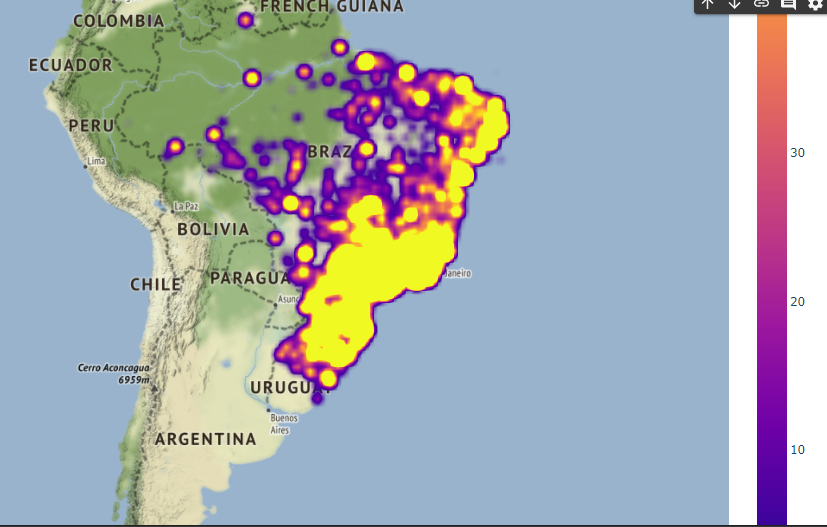 FRENCH GUIANA
COLOMBIA
ECUADOR
PERU
BRAZ
30
Lima
La Paz
BOLIVIA
PARAGUA
CHILE
Janeiro
Asunc
20
Cerro Aconcagua
6959m
URUGUA
Buenos
Aires
ARGENTINA
10